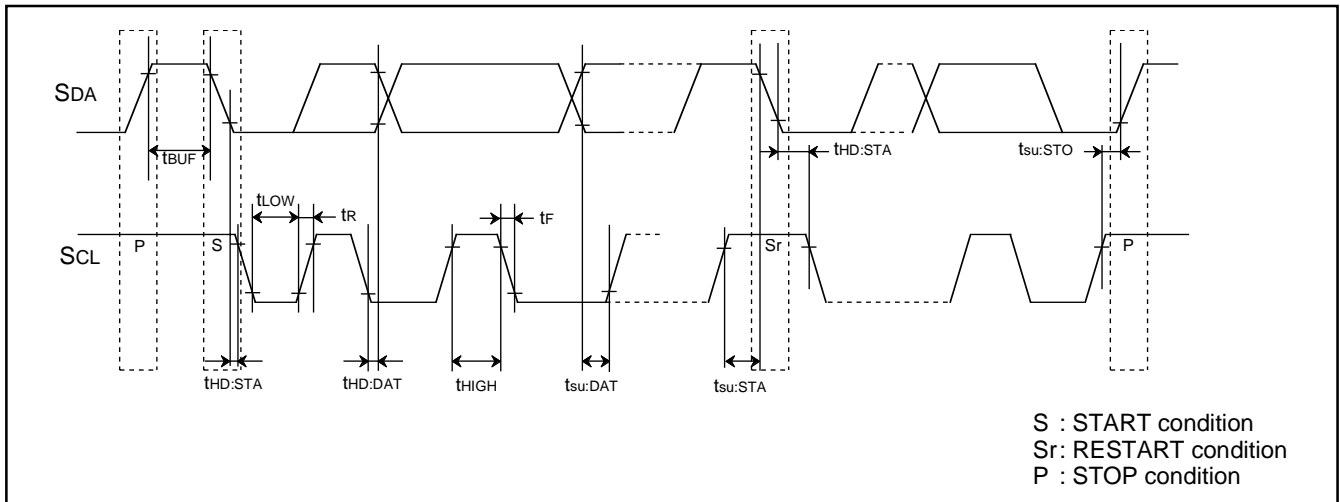 SDA
tBUF
tHD:STA
tsu:STO
tLOW
tR
tF
SCL
P
S
Sr
P
tHD:STA
tHD:DAT
tHIGH
tsu:DAT
tsu:STA
S : START condition
Sr: RESTART condition
P : STOP condition